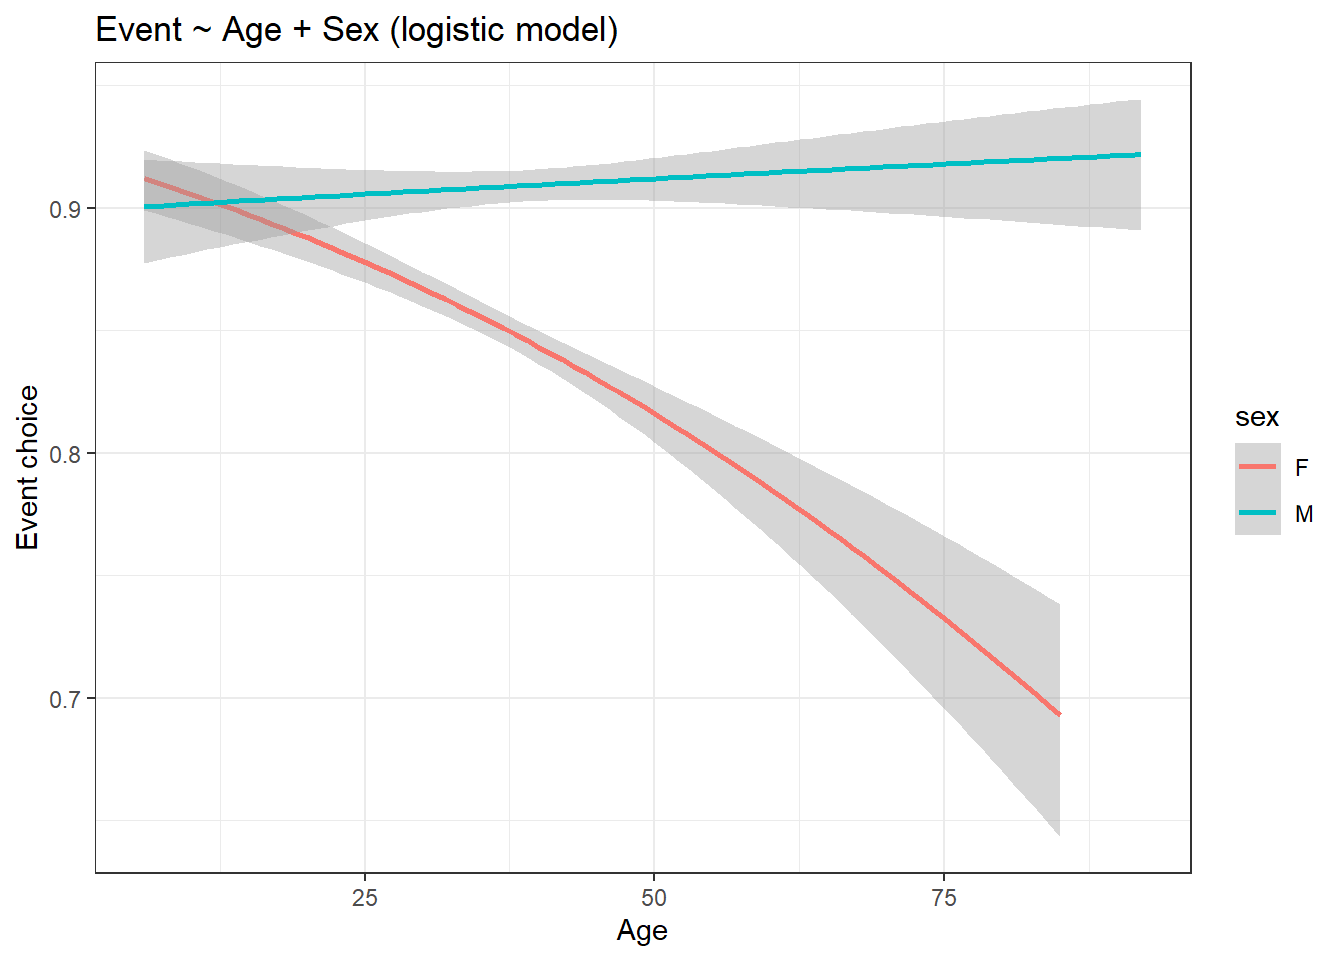 Event ~ Age + Sex (logistic model)
Event choice
0.9
0.8
0.7
25
50
75
Age
sex
F
M